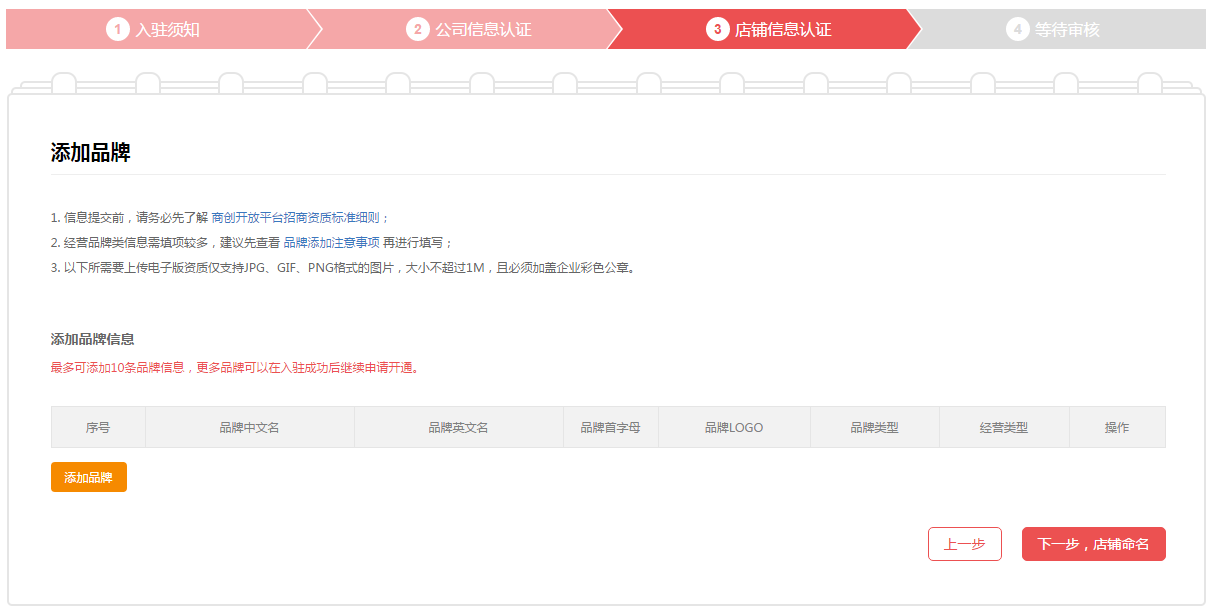 1 入驻须知 2 公司信息认证 3 店铺信息认证 4 等待审核
添加品牌
1. 信息提交前，请务必先了解 商创开放平台招商资质标准细则；
2. 经营品牌类信息需填项较多，建议先查看 品牌添加注意事项 再进行填写；
3. 以下所需要上传电子版资质仅支持JPG、GIF、PNG格式的图片，大小不超过1M，且必须加盖企业彩色公章。
添加品牌信息
最多可添加10条品牌信息，更多品牌可以在入驻成功后继续申请开通。
序号 品牌中文名 品牌英文名 品牌首字母 品牌LOGO 品牌类型 经营类型 操作
添加品牌
上一步 下一步，店铺命名